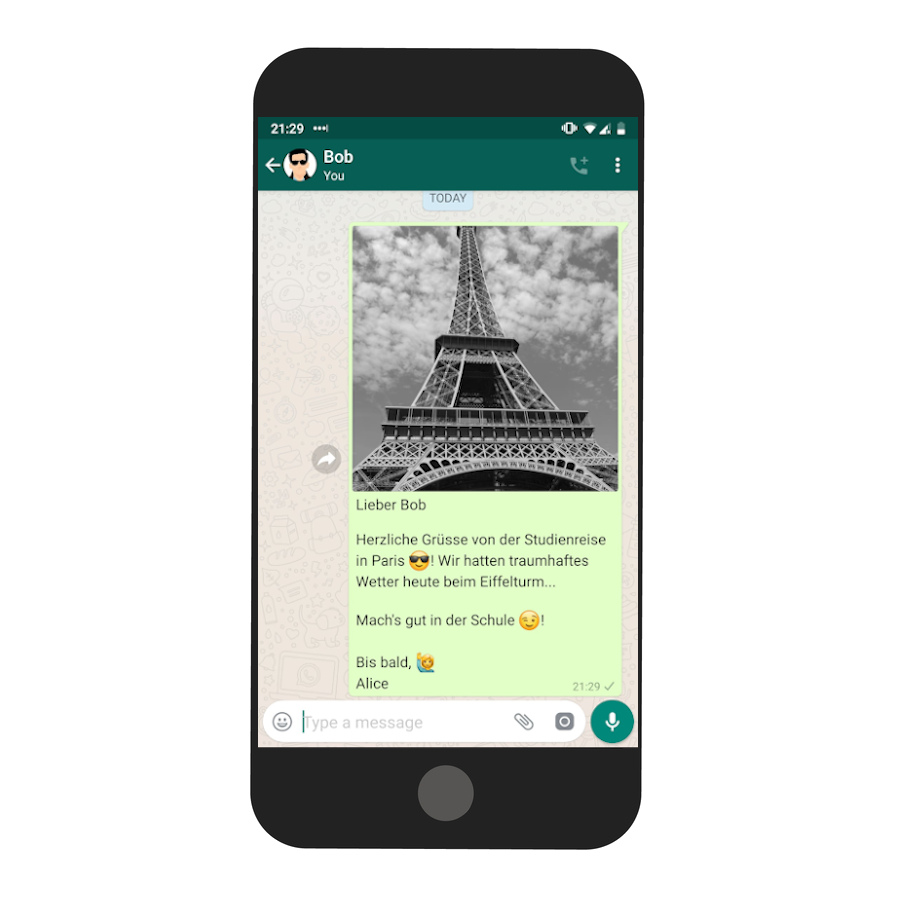 21:29
Bob
You
TODAY
Lieber Bob
Herzliche Grüsse von der Studienreise
in Paris 😎! Wir hatten traumhaftes
Wetter heute beim Eiffelturm...
Mach's gut in der Schule 😉!
Bis bald, 🙋
Alice
21:29
Type a message